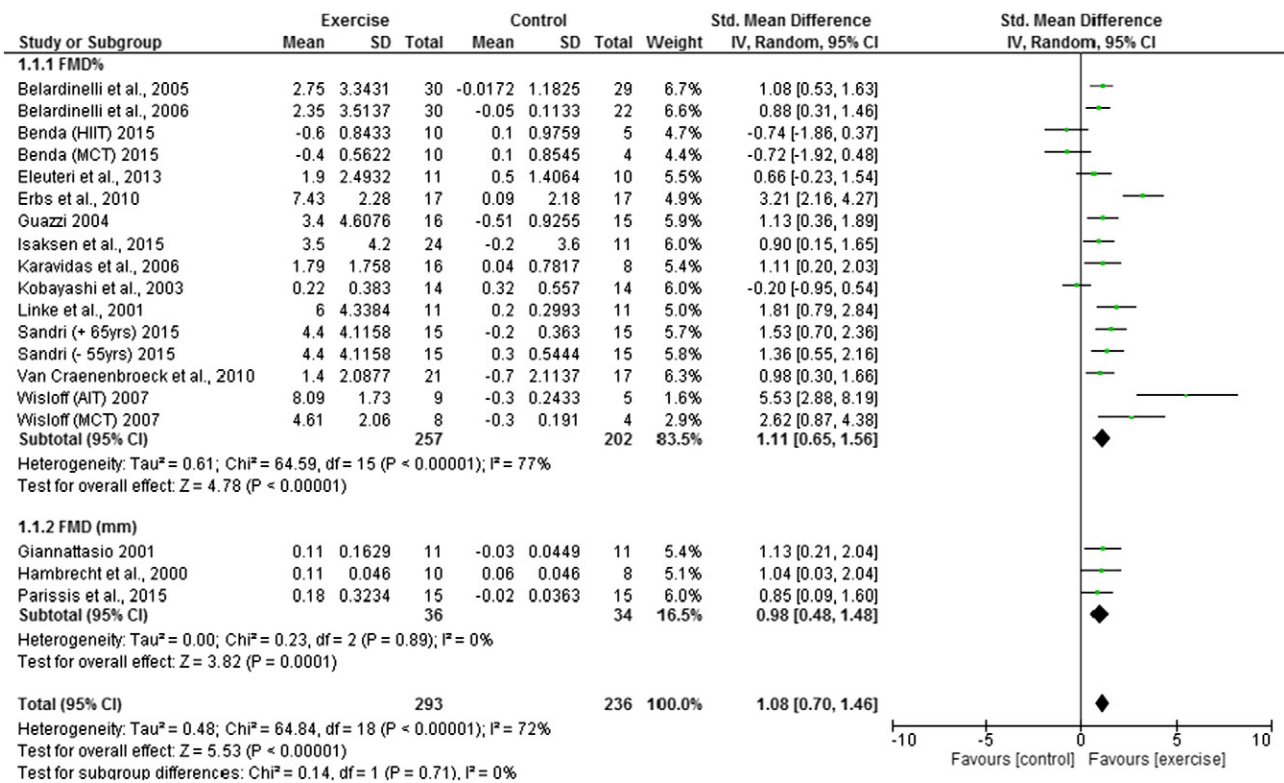 Exercise Control Std. Mean Difference Std. Mean Difference
Study or Subgroup Mean SD Total Mean SD Total Weight IV, Random, 95% CI IV, Random, 95% CI
1.1.1 FMD%
Belardinelli et al., 2005 2.75 3.3431 30 -0.0172 1.1825 29 6.7% 1.08 [0.53, 1.63]
Belardinelli et al., 2006 2.35 3.5137 30 -0.05 0.1133 22 6.7% 0.88 [0.31, 1.46]
Benda (HIIT) 2015 -0.6 0.8433 10 0.1 0.9759 5 4.7% -0.74 [-1.86, 0.37]
Benda (MCT) 2015 -0.4 0.5622 10 0.1 0.8545 4 4.4% -0.72 [-1.92, 0.48]
Eleuteri et al., 2013 1.9 2.4932 11 0.5 1.4064 10 5.5% 0.66 [-0.23, 1.54]
Erbs et al., 2010 7.43 2.28 17 0.09 2.18 17 4.9% 3.21 [2.16, 4.27]
Guazzi 2004 3.4 4.6076 16 -0.51 0.9255 15 5.9% 1.13 [0.36, 1.89]
Isaksen et al., 2015 3.5 4.2 24 -0.2 3.6 11 6.0% 0.90 [0.15, 1.65]
Karavidas et al., 2006 1.79 1.758 16 0.04 0.7817 8 5.4% 1.11 [0.20, 2.03]
Kobayashi et al., 2003 0.22 0.383 14 0.32 0.557 14 6.0% -0.20 [-0.95, 0.54]
Linke et al., 2001 6 4.3384 11 0.2 0.2993 11 5.0% 1.81 [0.79, 2.84]
Sandri (+ 65yrs) 2015 4.4 4.1158 15 -0.2 0.363 15 5.7% 1.53 [0.70, 2.36]
Sandri (- 55yrs) 2015 4.4 4.1158 15 0.3 0.5444 15 5.8% 1.36 [0.55, 2.16]
Van Craenenbroeck et al., 2010 1.4 2.0877 21 -0.7 2.1137 17 6.3% 0.98 [0.30, 1.66]
Wisloff (AIT) 2007 8.09 1.73 9 -0.3 0.2433 5 1.6% 5.53 [2.88, 8.19]
Wisloff (MCT) 2007 4.61 2.06 8 -0.3 0.191 4 2.9% 2.62 [0.87, 4.38]
Subtotal (95% CI) 257 202 83.5% 1.11 [0.65, 1.56]
Heterogeneity: Tau² = 0.61; Chi² = 64.59, df = 15 (P < 0.00001); I² = 77%
Test for overall effect: Z = 4.78 (P < 0.00001)
1.1.2 FMD (mm)
Giannattasio 2001 0.11 0.1629 11 -0.03 0.0449 11 5.4% 1.13 [0.21, 2.04]
Hambrecht et al., 2000 0.11 0.046 10 0.06 0.046 8 5.1% 1.04 [0.03, 2.04]
Parissis et al., 2015 0.18 0.3234 15 -0.02 0.0363 15 6.0% 0.85 [0.09, 1.60]
Subtotal (95% CI) 36 34 16.5% 0.98 [0.48, 1.48]
Heterogeneity: Tau² = 0.00; Chi² = 0.23, df = 2 (P = 0.89); I² = 0%
Test for overall effect: Z = 3.82 (P = 0.0001)
Total (95% CI) 293 236 100.0% 1.08 [0.70, 1.46]
Heterogeneity: Tau² = 0.48; Chi² = 64.84, df = 18 (P < 0.00001); I² = 72%
Test for overall effect: Z = 5.53 (P < 0.00001)
Test for subgroup differences: Chi² = 0.14, df = 1 (P = 0.71), I² = 0%
-10 -5 0 5 10
Favours [control] Favours [exercise]